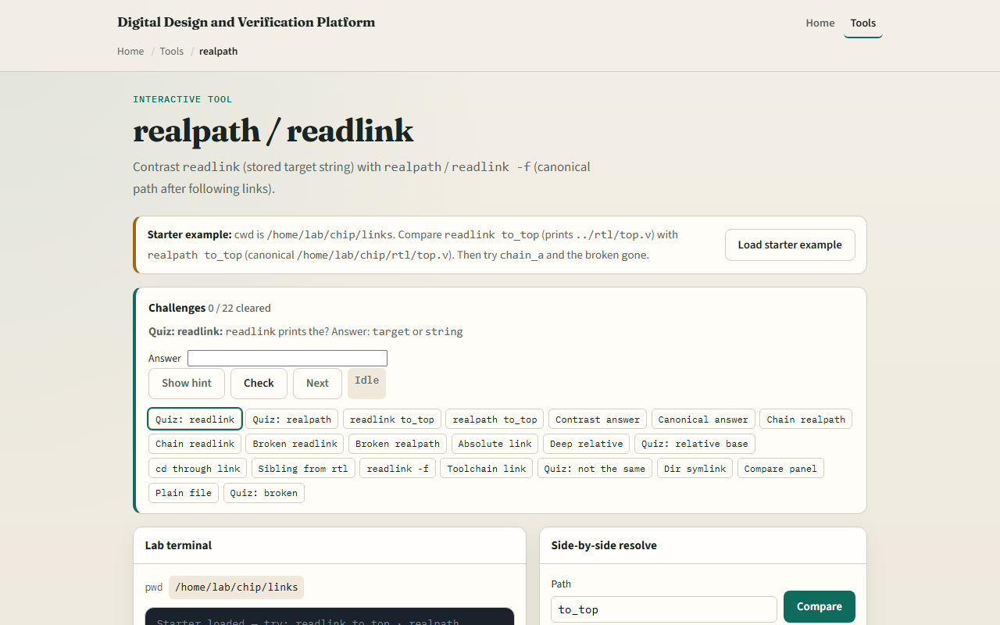 Digital Design and Verification Platform
Home Tools
Home / Tools / realpath
INTERACTIVE TOOL
realpath / readlink
Contrast readlink (stored target string) with realpath / readlink -f (canonical
path after following links).
Starter example: cwd is /home/lab/chip/links. Compare readlink to_top (prints ../rtl/top.v) with
realpath to_top (canonical /home/lab/chip/rtl/top.v). Then try chain_a and the broken gone.
Load starter example
Challenges 0 / 22 cleared
Quiz: readlink: readlink prints the? Answer: target or string
Answer
Show hint Check Next Idle
Quiz: readlink Quiz: realpath readlink to_top realpath to_top Contrast answer Canonical answer Chain realpath
Chain readlink Broken readlink Broken realpath Absolute link Deep relative Quiz: relative base
cd through link Sibling from rtl readlink -f Toolchain link Quiz: not the same Dir symlink Compare panel
Plain file Quiz: broken
Lab terminal
pwd /home/lab/chip/links
Starter loaded — try: readlink to_top · realpath
Side-by-side resolve
Path
to_top Compare